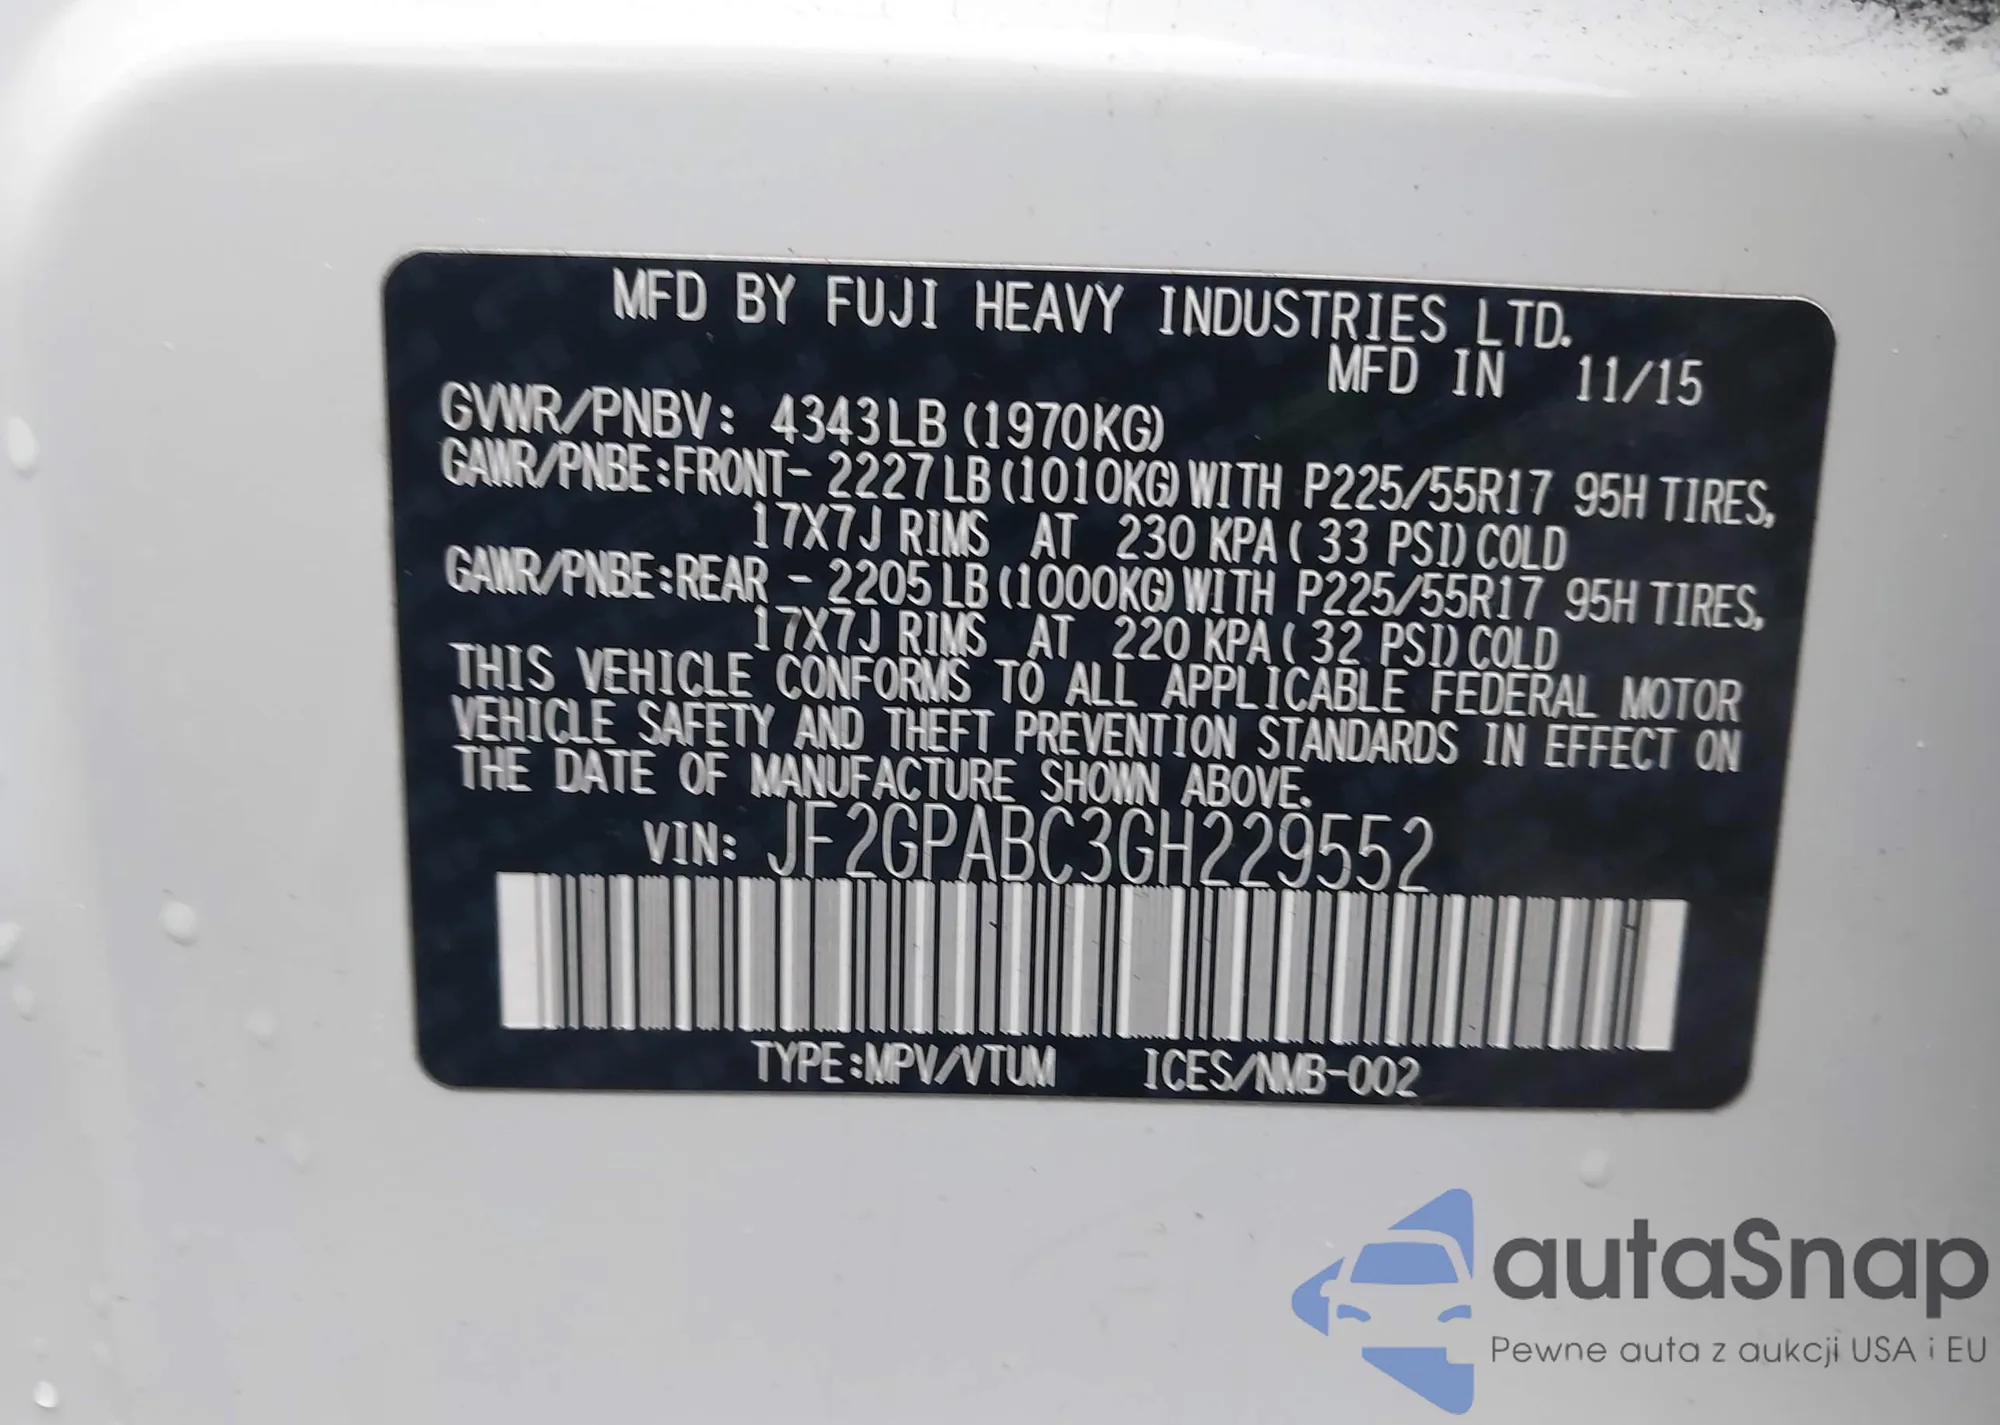 MFD BY FUJI HEAVY INDUSTRIES LTD.
MFD IN 11/15
GVWR/PNBV: 4343LB (1970KG)
GAWR/PNBE:FRONT- 2227LB(1010KG)WITH P225/55R17 95H TIRES,
17X7J RIMS AT 230 KPA( 33 PSI)COLD
GAWR/PNBE:REAR - 2205LB(1000KG)WITH P225/55R17 95H TIRES,
17X7J RIMS AT 220 KPA( 32 PSI)COLD
THIS VEHICLE CONFORMS TO ALL APPLICABLE FEDERAL MOTOR
VEHICLE SAFETY AND THEFT PREVENTION STANDARDS IN EFFECT ON
THE DATE OF MANUFACTURE SHOWN ABOVE.
VIN: JF2GPABC3GH229552
TYPE:MPV/VTUM ICES/NMB-002
autaSnap
Pewne auta z aukcji USA i EU